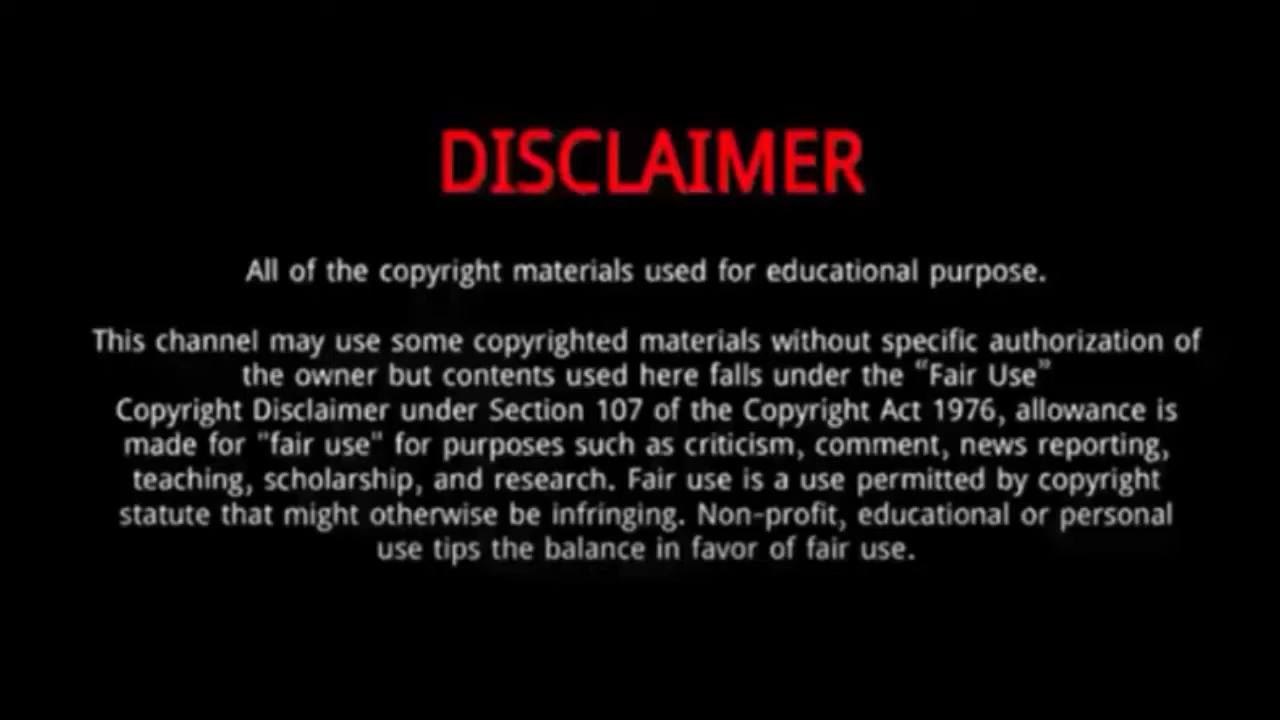 DISCLAIMER
All of the copyright materials used for educational purpose.
This channel may use some copyrighted materials without specific authorization of
the owner but contents used here falls under the “Fair Use”
Copyright Disclaimer under Section 107 of the Copyright Act 1976, allowance is
made for "fair use" for purposes such as criticism, comment, news reporting,
teaching, scholarship, and research. Fair use is a use permitted by copyright
statute that might otherwise be infringing. Non-profit, educational or personal
use tips the balance in favor of fair use.